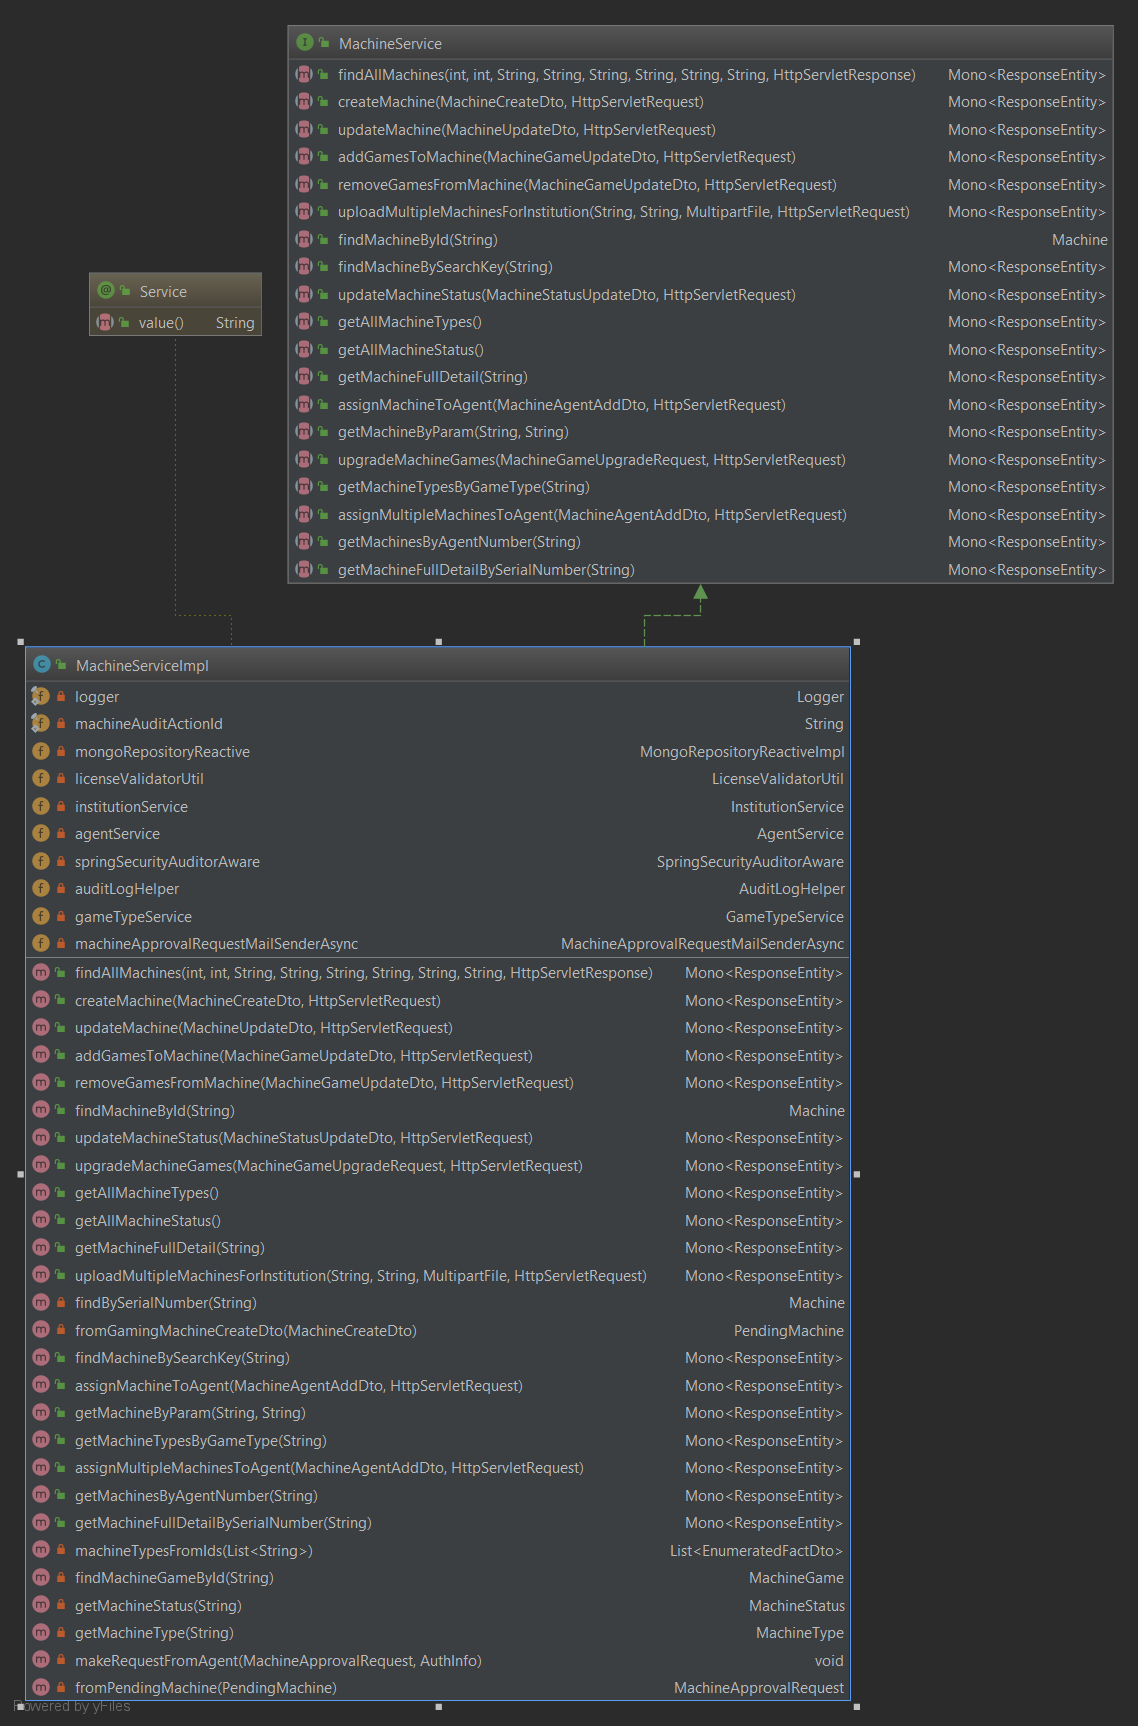 MachineService
findAllMachines(int, int, String, String, String, String, String, String, HttpServletResponse) Mono<ResponseEntity>
createMachine(MachineCreateDto, HttpServletRequest) Mono<ResponseEntity>
updateMachine(MachineUpdateDto, HttpServletRequest) Mono<ResponseEntity>
addGamesToMachine(MachineGameUpdateDto, HttpServletRequest) Mono<ResponseEntity>
removeGamesFromMachine(MachineGameUpdateDto, HttpServletRequest) Mono<ResponseEntity>
uploadMultipleMachinesForInstitution(String, String, MultipartFile, HttpServletRequest) Mono<ResponseEntity>
findMachineById(String) Machine
findMachineBySearchKey(String) Mono<ResponseEntity>
updateMachineStatus(MachineStatusUpdateDto, HttpServletRequest) Mono<ResponseEntity>
getAllMachineTypes() Mono<ResponseEntity>
getAllMachineStatus() Mono<ResponseEntity>
getMachineFullDetail(String) Mono<ResponseEntity>
assignMachineToAgent(MachineAgentAddDto, HttpServletRequest) Mono<ResponseEntity>
getMachineByParam(String, String) Mono<ResponseEntity>
upgradeMachineGames(MachineGameUpgradeRequest, HttpServletRequest) Mono<ResponseEntity>
getMachineTypesByGameType(String) Mono<ResponseEntity>
assignMultipleMachinesToAgent(MachineAgentAddDto, HttpServletRequest) Mono<ResponseEntity>
getMachinesByAgentNumber(String) Mono<ResponseEntity>
getMachineFullDetailBySerialNumber(String) Mono<ResponseEntity>
Service
value() String
MachineServiceImpl
logger Logger
machineAuditActionId String
mongoRepositoryReactive MongoRepositoryReactiveImpl
licenseValidatorUtil LicenseValidatorUtil
institutionService InstitutionService
agentService AgentService
springSecurityAuditorAware SpringSecurityAuditorAware
auditLogHelper AuditLogHelper
gameTypeService GameTypeService
machineApprovalRequestMailSenderAsync MachineApprovalRequestMailSenderAsync
findAllMachines(int, int, String, String, String, String, String, String, HttpServletResponse) Mono<ResponseEntity>
createMachine(MachineCreateDto, HttpServletRequest) Mono<ResponseEntity>
updateMachine(MachineUpdateDto, HttpServletRequest) Mono<ResponseEntity>
addGamesToMachine(MachineGameUpdateDto, HttpServletRequest) Mono<ResponseEntity>
removeGamesFromMachine(MachineGameUpdateDto, HttpServletRequest) Mono<ResponseEntity>
findMachineById(String) Machine
updateMachineStatus(MachineStatusUpdateDto, HttpServletRequest) Mono<ResponseEntity>
upgradeMachineGames(MachineGameUpgradeRequest, HttpServletRequest) Mono<ResponseEntity>
getAllMachineTypes() Mono<ResponseEntity>
getAllMachineStatus() Mono<ResponseEntity>
getMachineFullDetail(String) Mono<ResponseEntity>
uploadMultipleMachinesForInstitution(String, String, MultipartFile, HttpServletRequest) Mono<ResponseEntity>
findBySerialNumber(String) Machine
fromGamingMachineCreateDto(MachineCreateDto) PendingMachine
findMachineBySearchKey(String) Mono<ResponseEntity>
assignMachineToAgent(MachineAgentAddDto, HttpServletRequest) Mono<ResponseEntity>
getMachineByParam(String, String) Mono<ResponseEntity>
getMachineTypesByGameType(String) Mono<ResponseEntity>
assignMultipleMachinesToAgent(MachineAgentAddDto, HttpServletRequest) Mono<ResponseEntity>
getMachinesByAgentNumber(String) Mono<ResponseEntity>
getMachineFullDetailBySerialNumber(String) Mono<ResponseEntity>
machineTypesFromIds(List<String>) List<EnumeratedFactDto>
findMachineGameById(String) MachineGame
getMachineStatus(String) MachineStatus
getMachineType(String) MachineType
makeRequestFromAgent(MachineApprovalRequest, AuthInfo) void
fromPendingMachine(PendingMachine) MachineApprovalRequest
Powered by yFiles